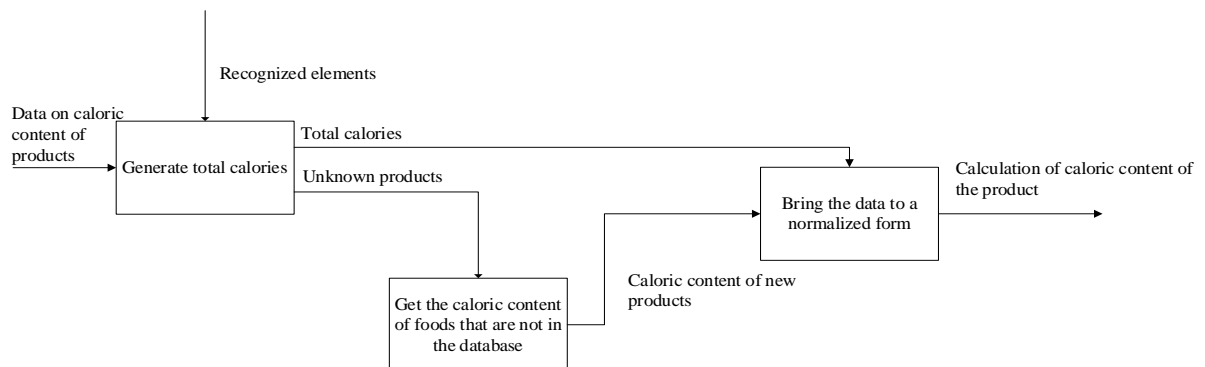 Recognized elements
Data on caloric
content of
products
Generate total calories
Total calories
Unknown products
Get the caloric content
of foods that are not in
the database
Caloric content of new
products
Bring the data to a
normalized form
Calculation of caloric content of
the product